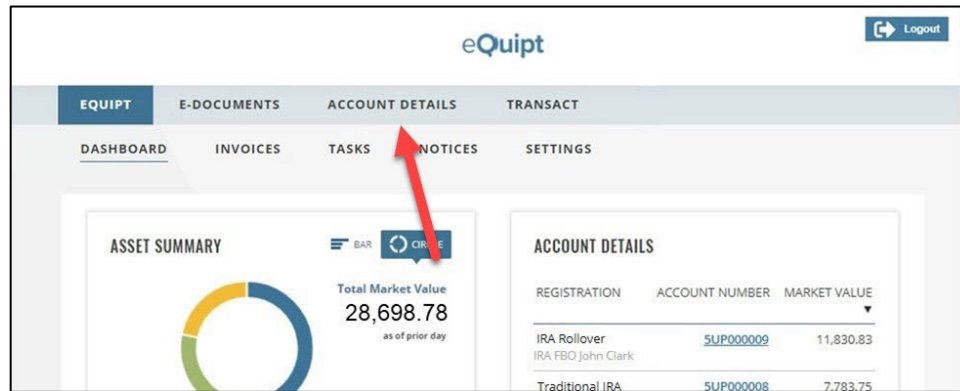 eQuipt
Logout
EQUIPT E-DOCUMENTS ACCOUNT DETAILS TRANSACT
DASHBOARD INVOICES TASKS NOTICES SETTINGS
ASSET SUMMARY
BAR
Total Market Value
28,698.78
as of prior day
ACCOUNT DETAILS
REGISTRATION ACCOUNT NUMBER MARKET VALUE
IRA Rollover 5UP000009 11,830.83
IRA FBO John Clark
Traditional IRA 5UP000008 7,783.75